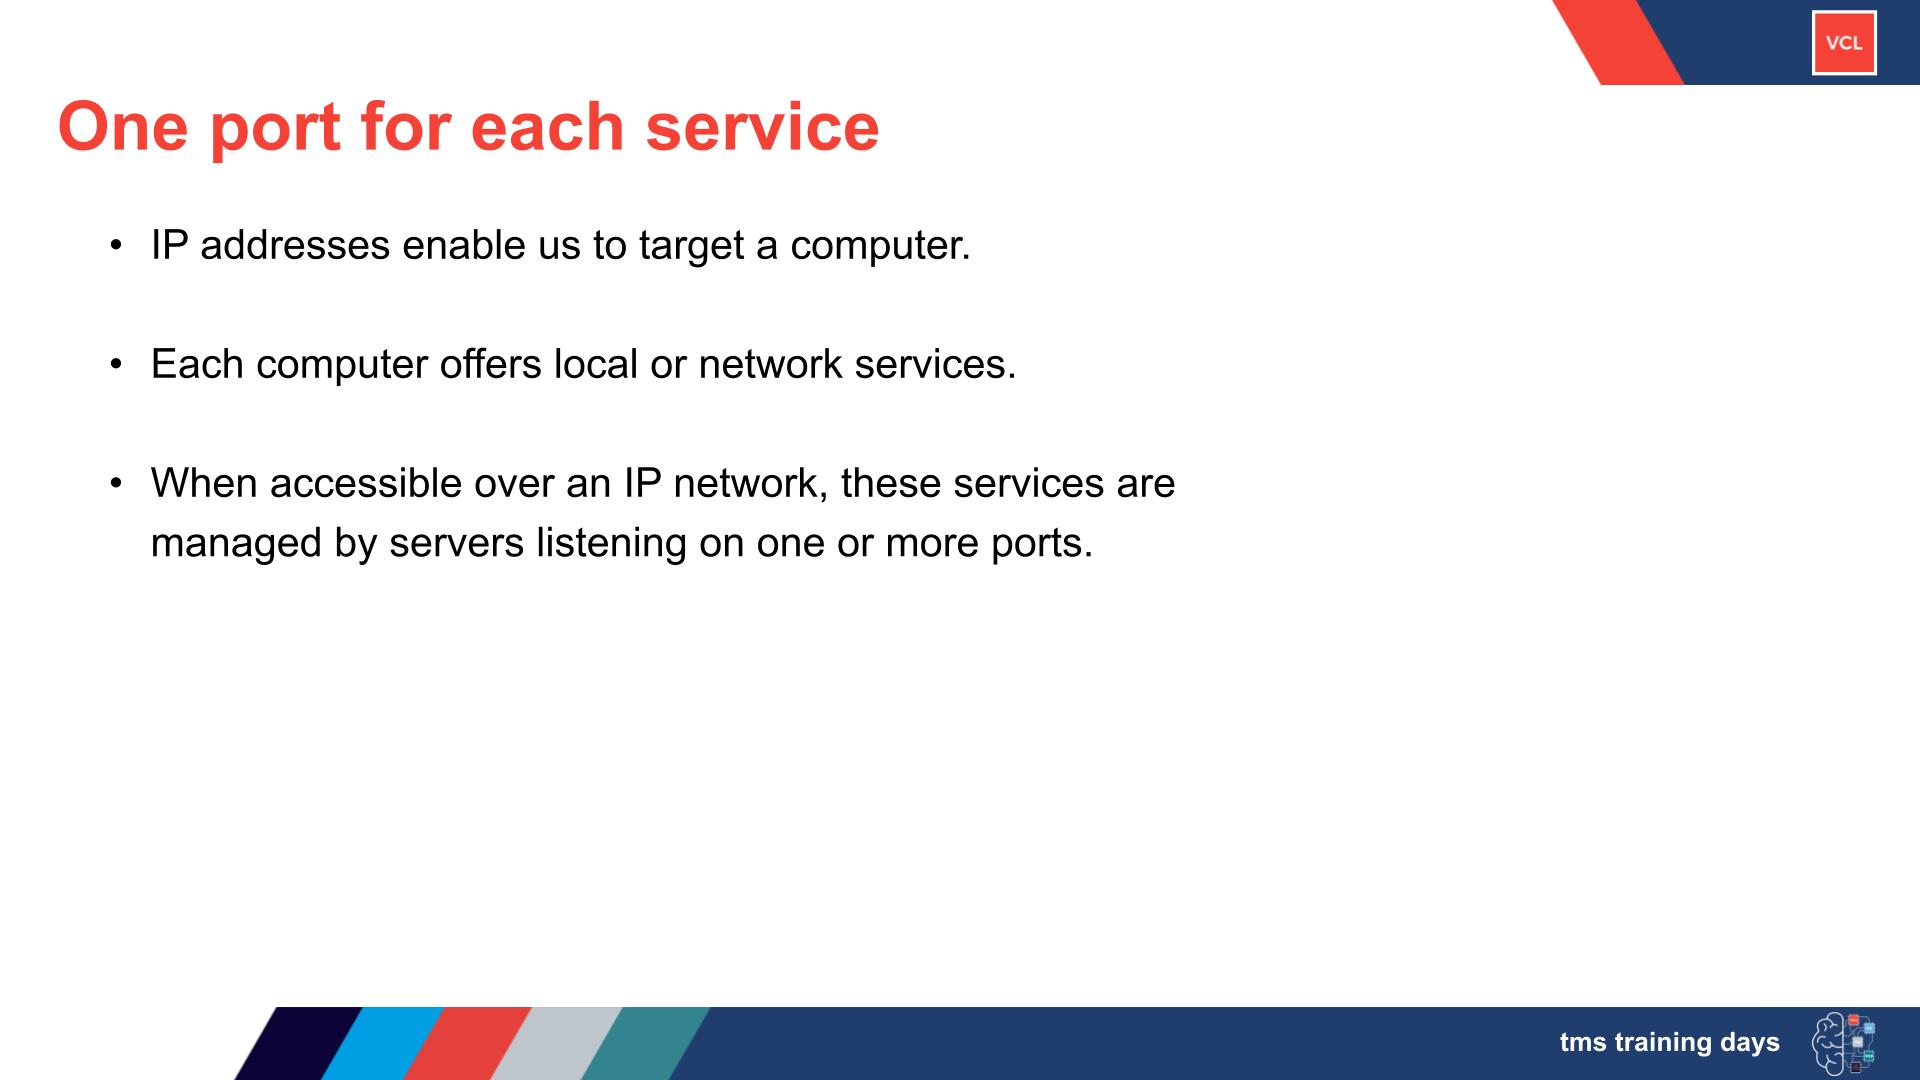 VCL
One port for each service
• IP addresses enable us to target a computer.
• Each computer offers local or network services.
• When accessible over an IP network, these services are
managed by servers listening on one or more ports.
tms training days